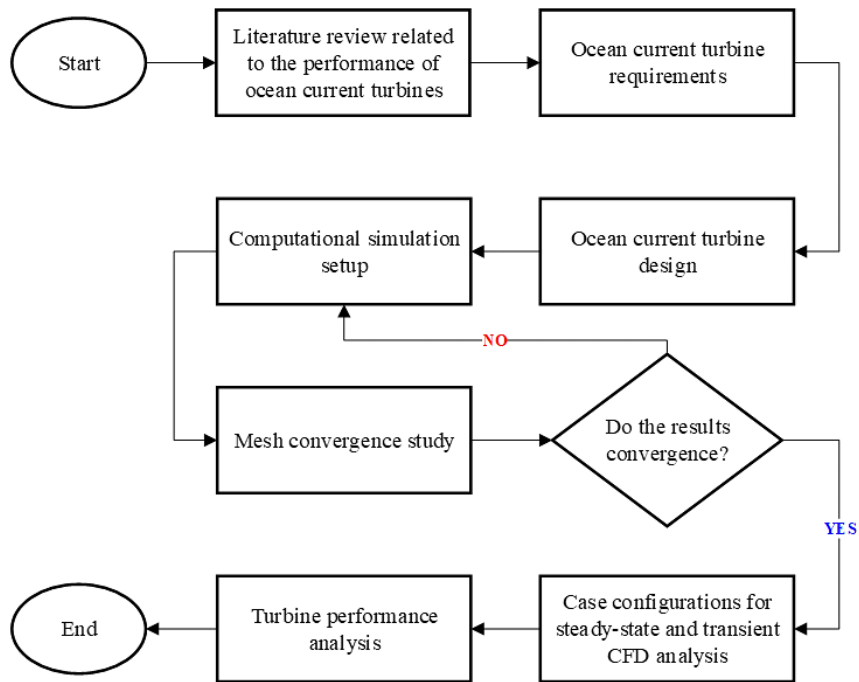 Start
Literature review related
to the performance of
ocean current turbines
Ocean current turbine
requirements
Computational simulation
setup
Ocean current turbine
design
NO
Mesh convergence study
Do the results
convergence?
YES
End
Turbine performance
analysis
Case configurations for
steady-state and transient
CFD analysis